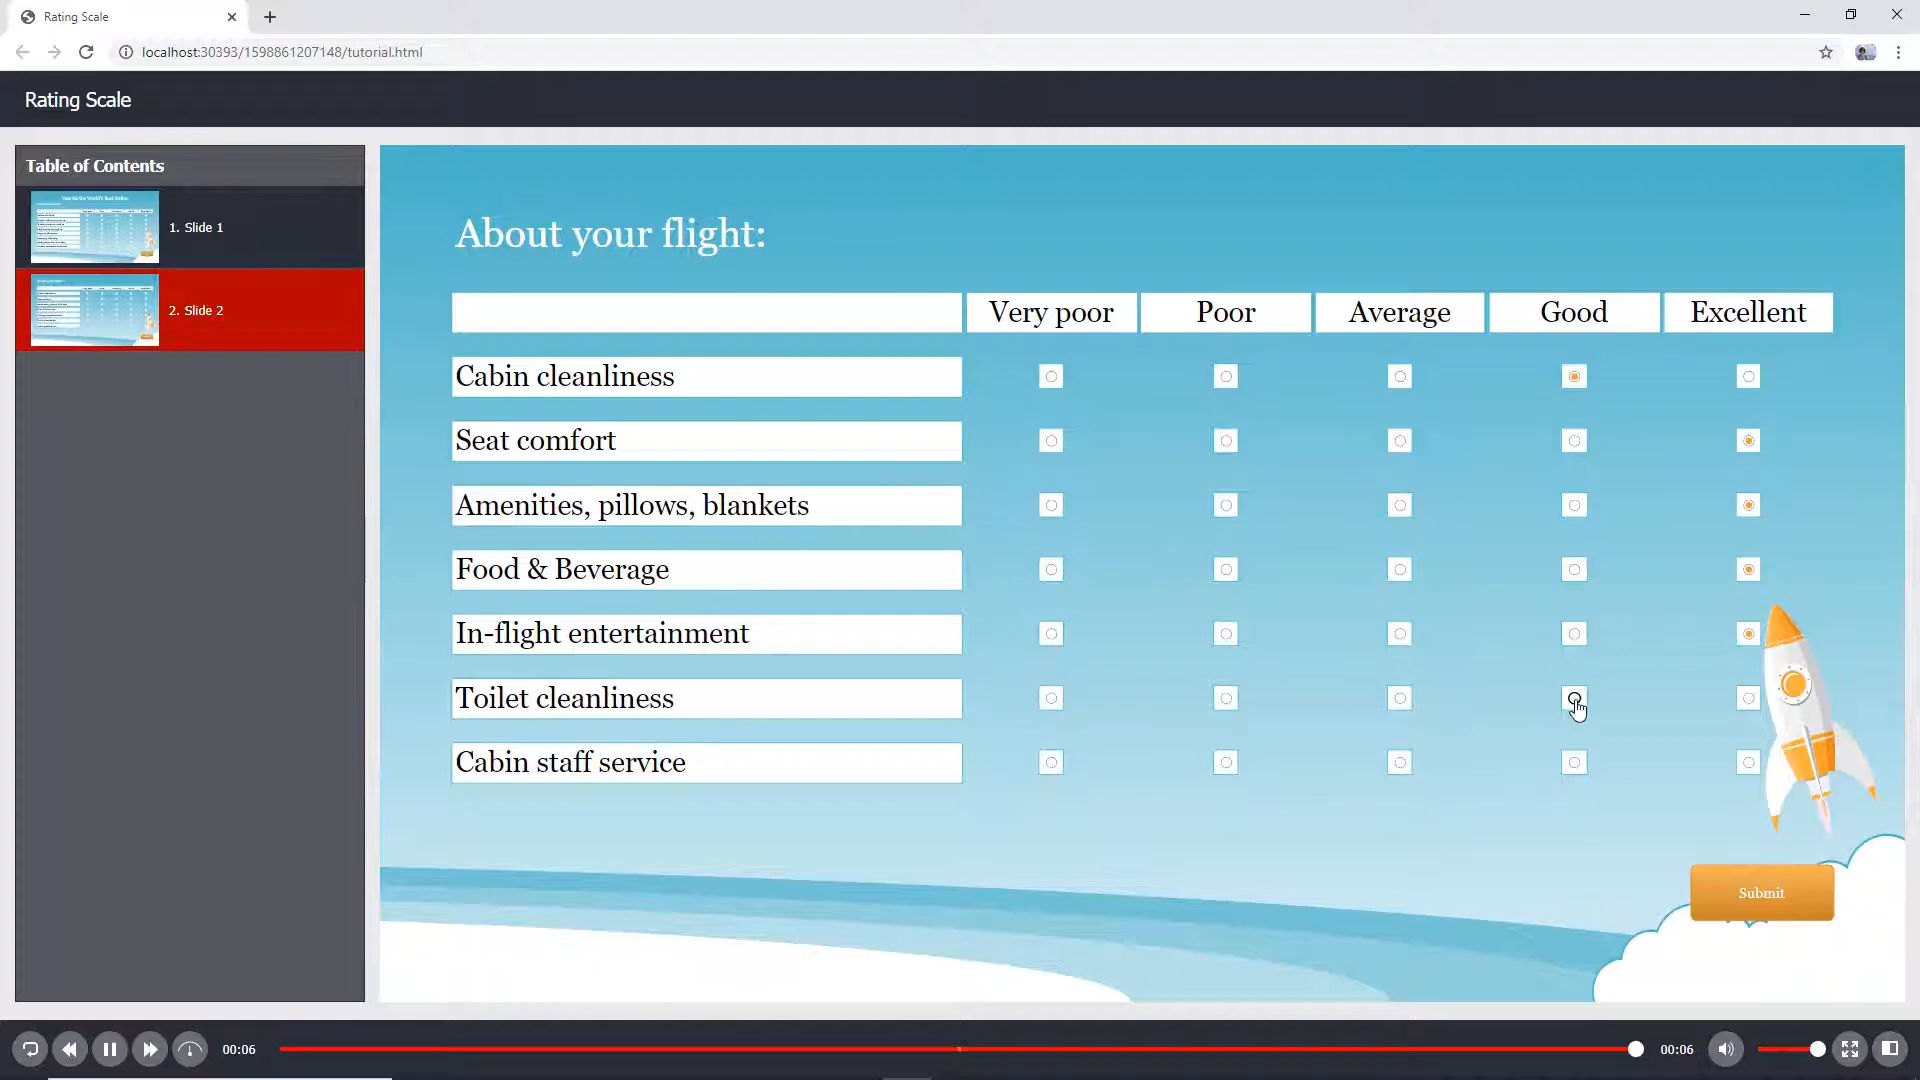 Rating Scale
localhost:30393/1598861207148/tutorial.html
Rating Scale
Table of Contents
1. Slide 1
2. Slide 2
About your flight:
Very poor Poor Average Good Excellent
Cabin cleanliness
Seat comfort
Amenities, pillows, blankets
Food & Beverage
In-flight entertainment
Toilet cleanliness
Cabin staff service
Submit
00:06 00:06